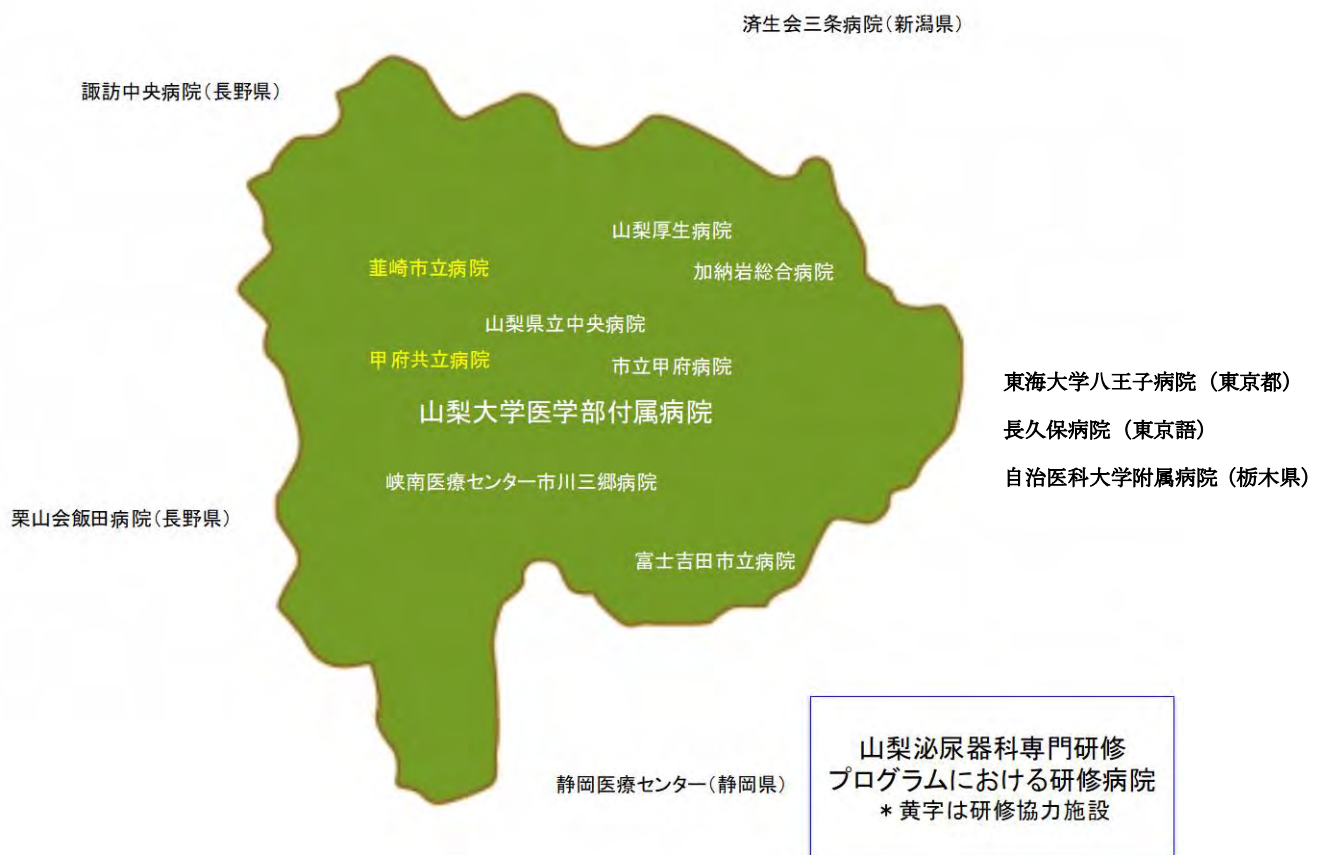 済生会三条病院(新潟県)
諏訪中央病院(長野県)
山梨厚生病院
韮崎市立病院
加納岩総合病院
山梨県立中央病院
甲府共立病院
市立甲府病院
山梨大学医学部付属病院
東海大学八王子病院（東京都）
長久保病院（東京語）
自治医科大学附属病院（栃木県）
峡南医療センター市川三郷病院
栗山会飯田病院(長野県)
富士吉田市立病院
静岡医療センター(静岡県)
山梨泌尿器科専門研修
プログラムにおける研修病院
＊黄字は研修協力施設